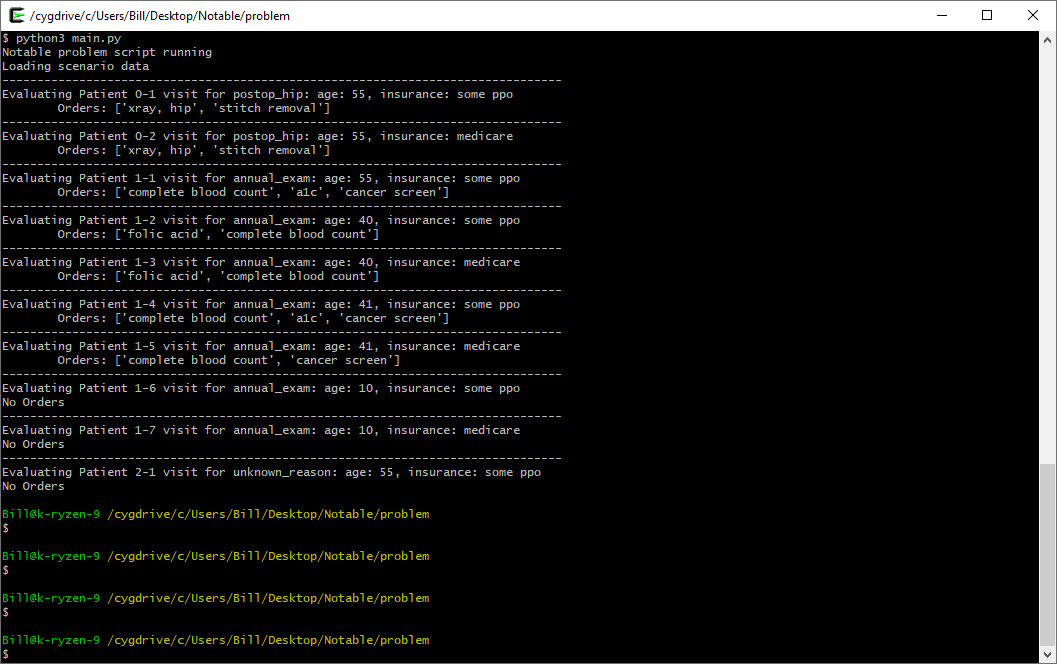 /cygdrive/c/Users/Bill/Desktop/Notable/problem
$ python3 main.py
Notable problem script running
Loading scenario data
--------------------------------------------------------------------------------
Evaluating Patient 0-1 visit for postop_hip: age: 55, insurance: some ppo
        Orders: ['xray, hip', 'stitch removal']
--------------------------------------------------------------------------------
Evaluating Patient 0-2 visit for postop_hip: age: 55, insurance: medicare
        Orders: ['xray, hip', 'stitch removal']
--------------------------------------------------------------------------------
Evaluating Patient 1-1 visit for annual_exam: age: 55, insurance: some ppo
        Orders: ['complete blood count', 'a1c', 'cancer screen']
--------------------------------------------------------------------------------
Evaluating Patient 1-2 visit for annual_exam: age: 40, insurance: some ppo
        Orders: ['folic acid', 'complete blood count']
--------------------------------------------------------------------------------
Evaluating Patient 1-3 visit for annual_exam: age: 40, insurance: medicare
        Orders: ['folic acid', 'complete blood count']
--------------------------------------------------------------------------------
Evaluating Patient 1-4 visit for annual_exam: age: 41, insurance: some ppo
        Orders: ['complete blood count', 'a1c', 'cancer screen']
--------------------------------------------------------------------------------
Evaluating Patient 1-5 visit for annual_exam: age: 41, insurance: medicare
        Orders: ['complete blood count', 'cancer screen']
--------------------------------------------------------------------------------
Evaluating Patient 1-6 visit for annual_exam: age: 10, insurance: some ppo
No Orders
--------------------------------------------------------------------------------
Evaluating Patient 1-7 visit for annual_exam: age: 10, insurance: medicare
No Orders
--------------------------------------------------------------------------------
Evaluating Patient 2-1 visit for unknown_reason: age: 55, insurance: some ppo
No Orders
Bill@k-ryzen-9 /cygdrive/c/Users/Bill/Desktop/Notable/problem
$
Bill@k-ryzen-9 /cygdrive/c/Users/Bill/Desktop/Notable/problem
$
Bill@k-ryzen-9 /cygdrive/c/Users/Bill/Desktop/Notable/problem
$
Bill@k-ryzen-9 /cygdrive/c/Users/Bill/Desktop/Notable/problem
$